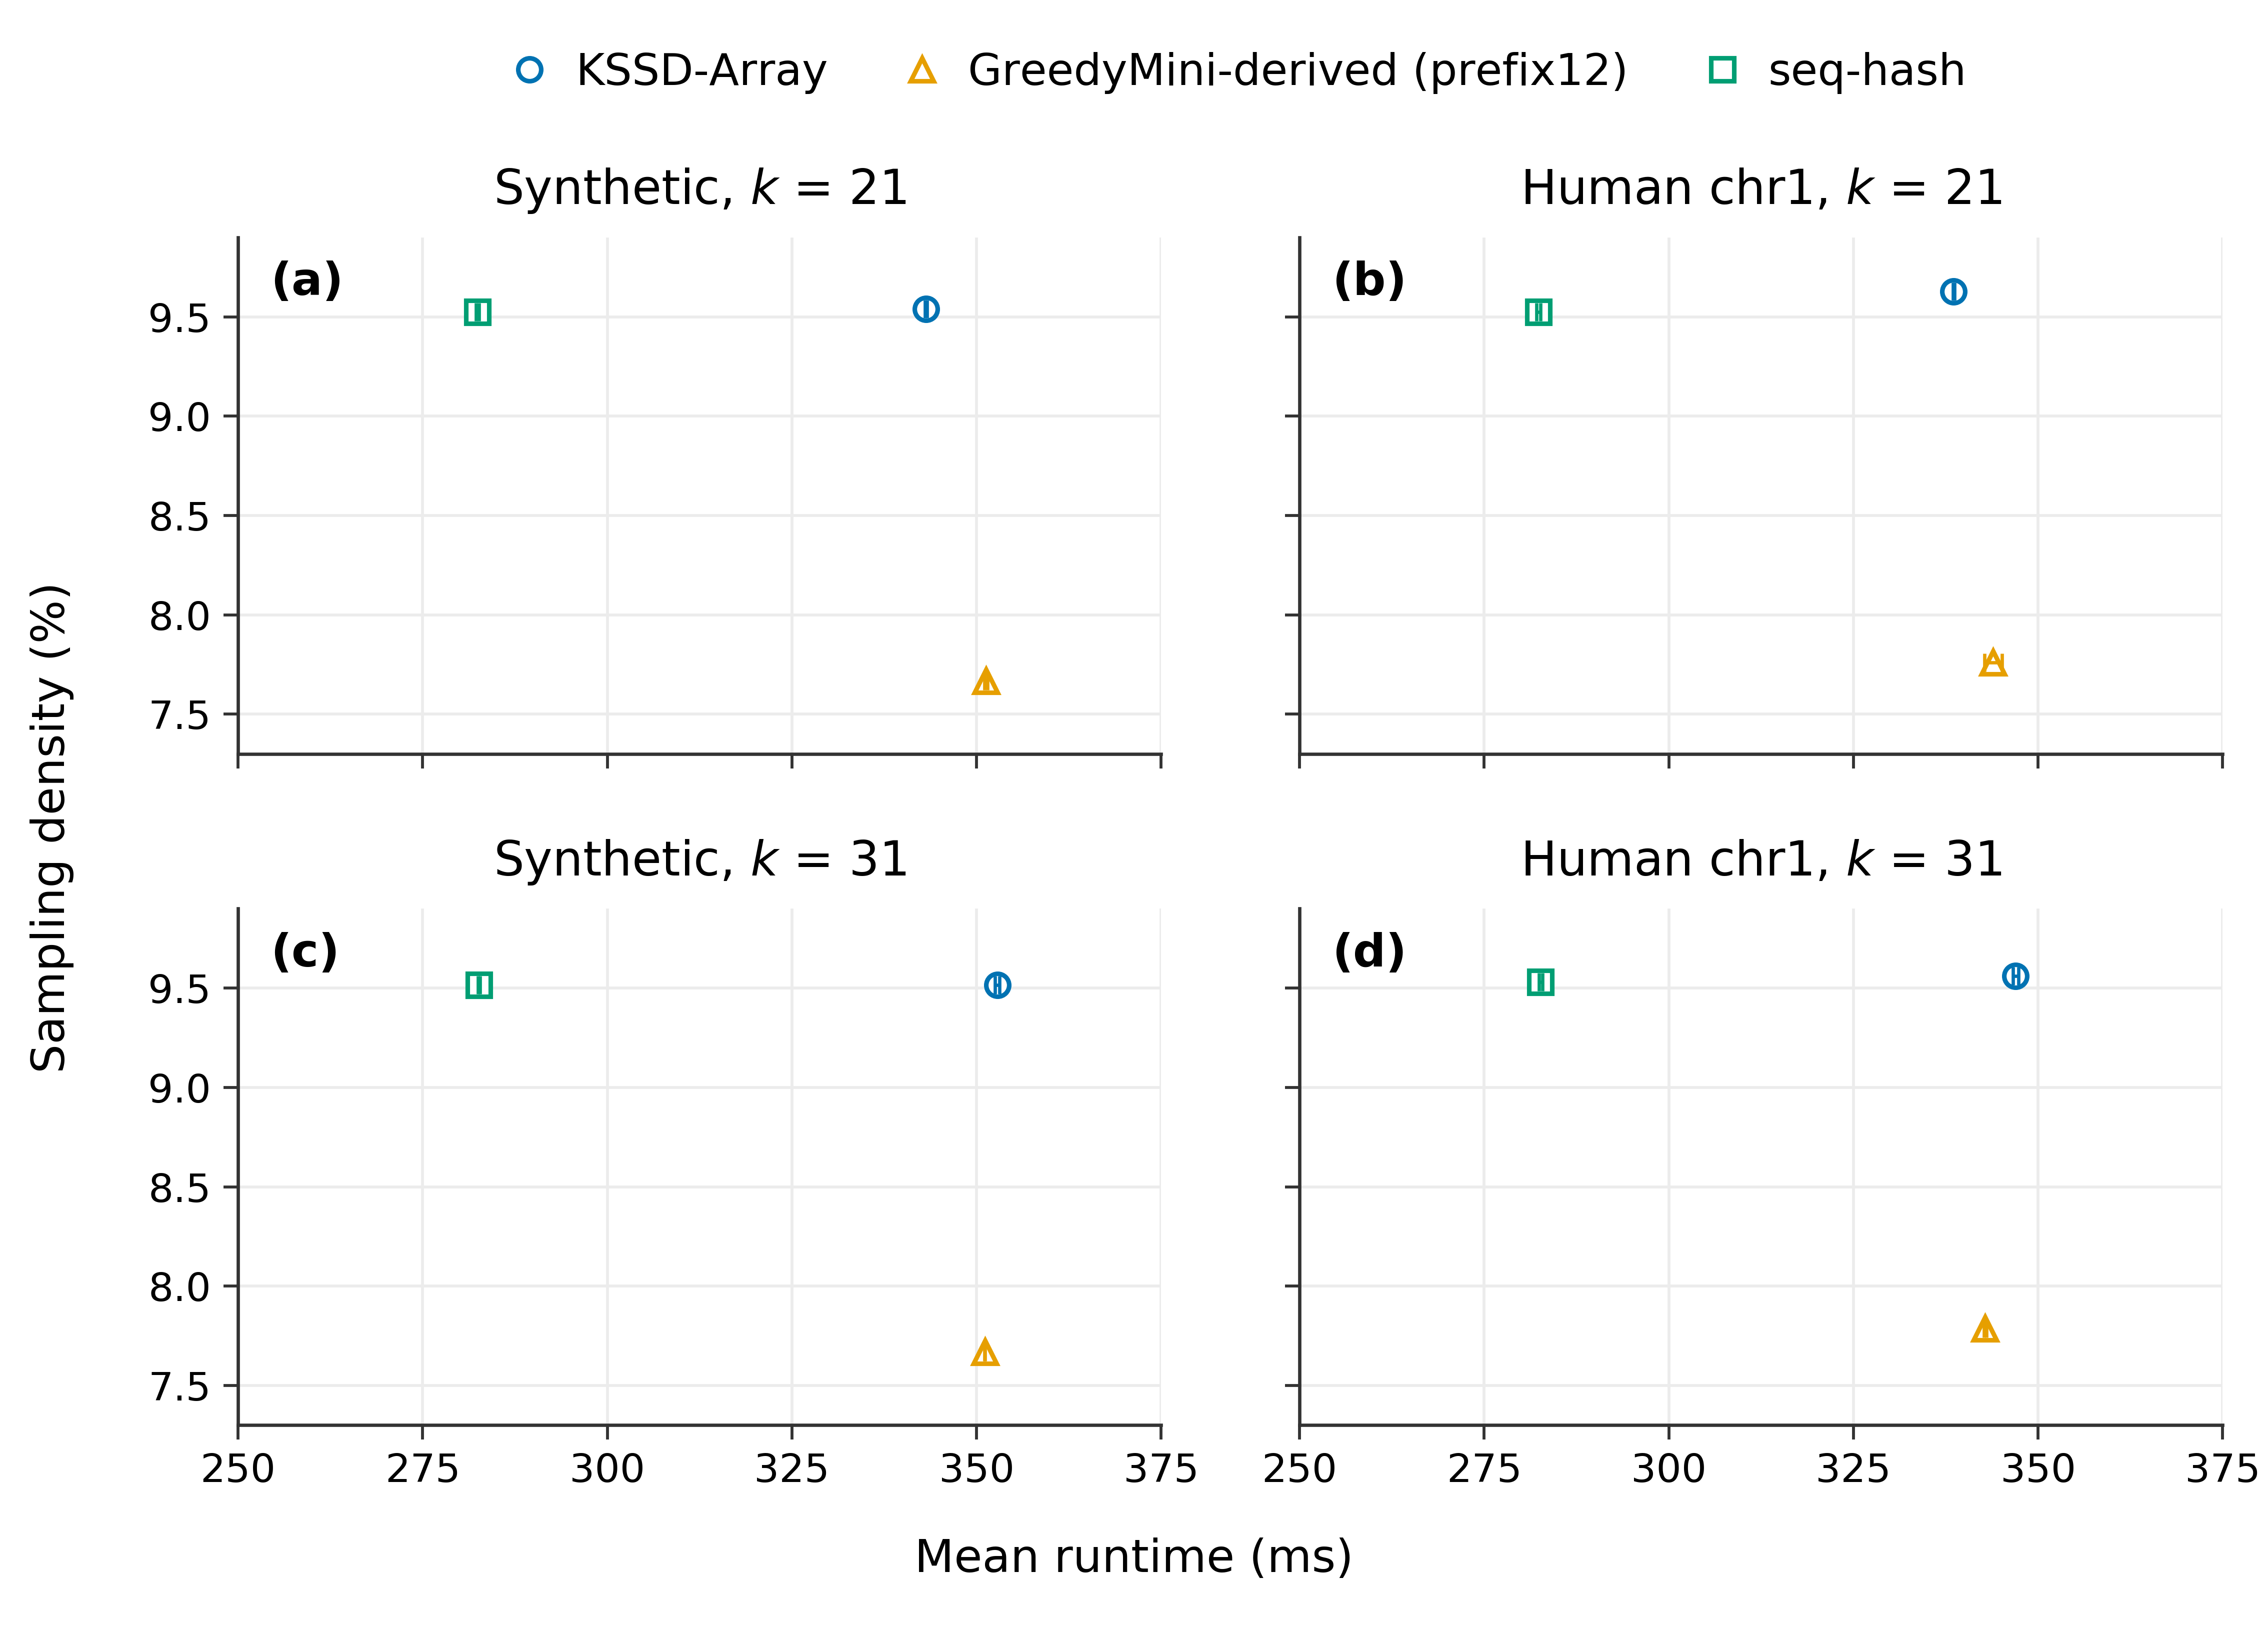 KSSD-Array GreedyMini-derived (prefix12) seq-hash
Synthetic, k = 21
(a)
9.5
9.0
8.5
8.0
7.5
Human chr1, k = 21
(b)
Sampling density (%)
Synthetic, k = 31
(c)
9.5
9.0
8.5
8.0
7.5
250 275 300 325 350 375
Human chr1, k = 31
(d)
250 275 300 325 350 375
Mean runtime (ms)